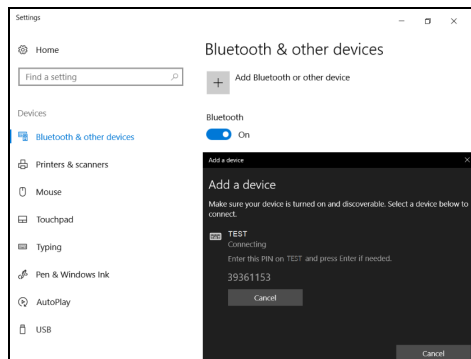 Settings
Home
Find a setting
Devices
Bluetooth & other devices
Printers & scanners
Mouse
Touchpad
Typing
Pen & Windows Ink
AutoPlay
USB
Bluetooth & other devices
Add Bluetooth or other device
Bluetooth
On
Add a device
Add a device
Make sure your device is turned on and discoverable. Select a device below to
connect.
TEST
Connecting
Enter this PIN on TEST and press Enter if needed.
39361153
Cancel
Cancel